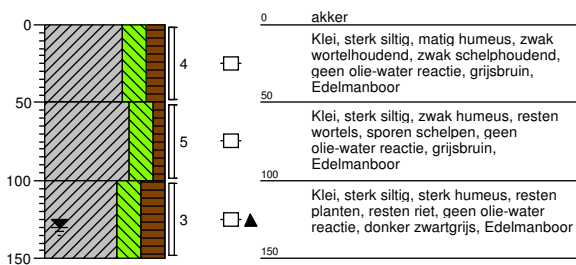 0
4
50
5
100
3
150
0 akker
Klei, sterk siltig, matig humeus, zwak
wortelhoudend, zwak schelphoudend,
geen olie-water reactie, grijsbruin,
Edelmanboor
50
Klei, sterk siltig, zwak humeus, resten
wortels, sporen schelpen, geen
olie-water reactie, grijsbruin,
Edelmanboor
100
Klei, sterk siltig, sterk humeus, resten
planten, resten riet, geen olie-water
reactie, donker zwartgrijs, Edelmanboor
150